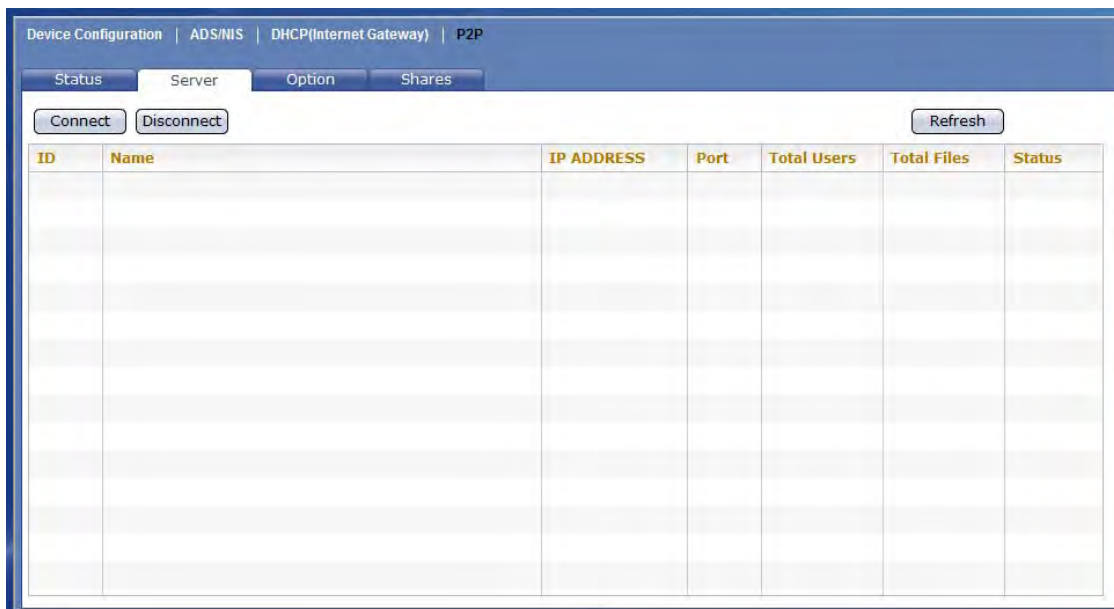 Device Configuration | ADS/NIS | DHCP(Internet Gateway) | P2P
Status Server Option Shares
Connect Disconnect Refresh
ID Name IP ADDRESS Port Total Users Total Files Status